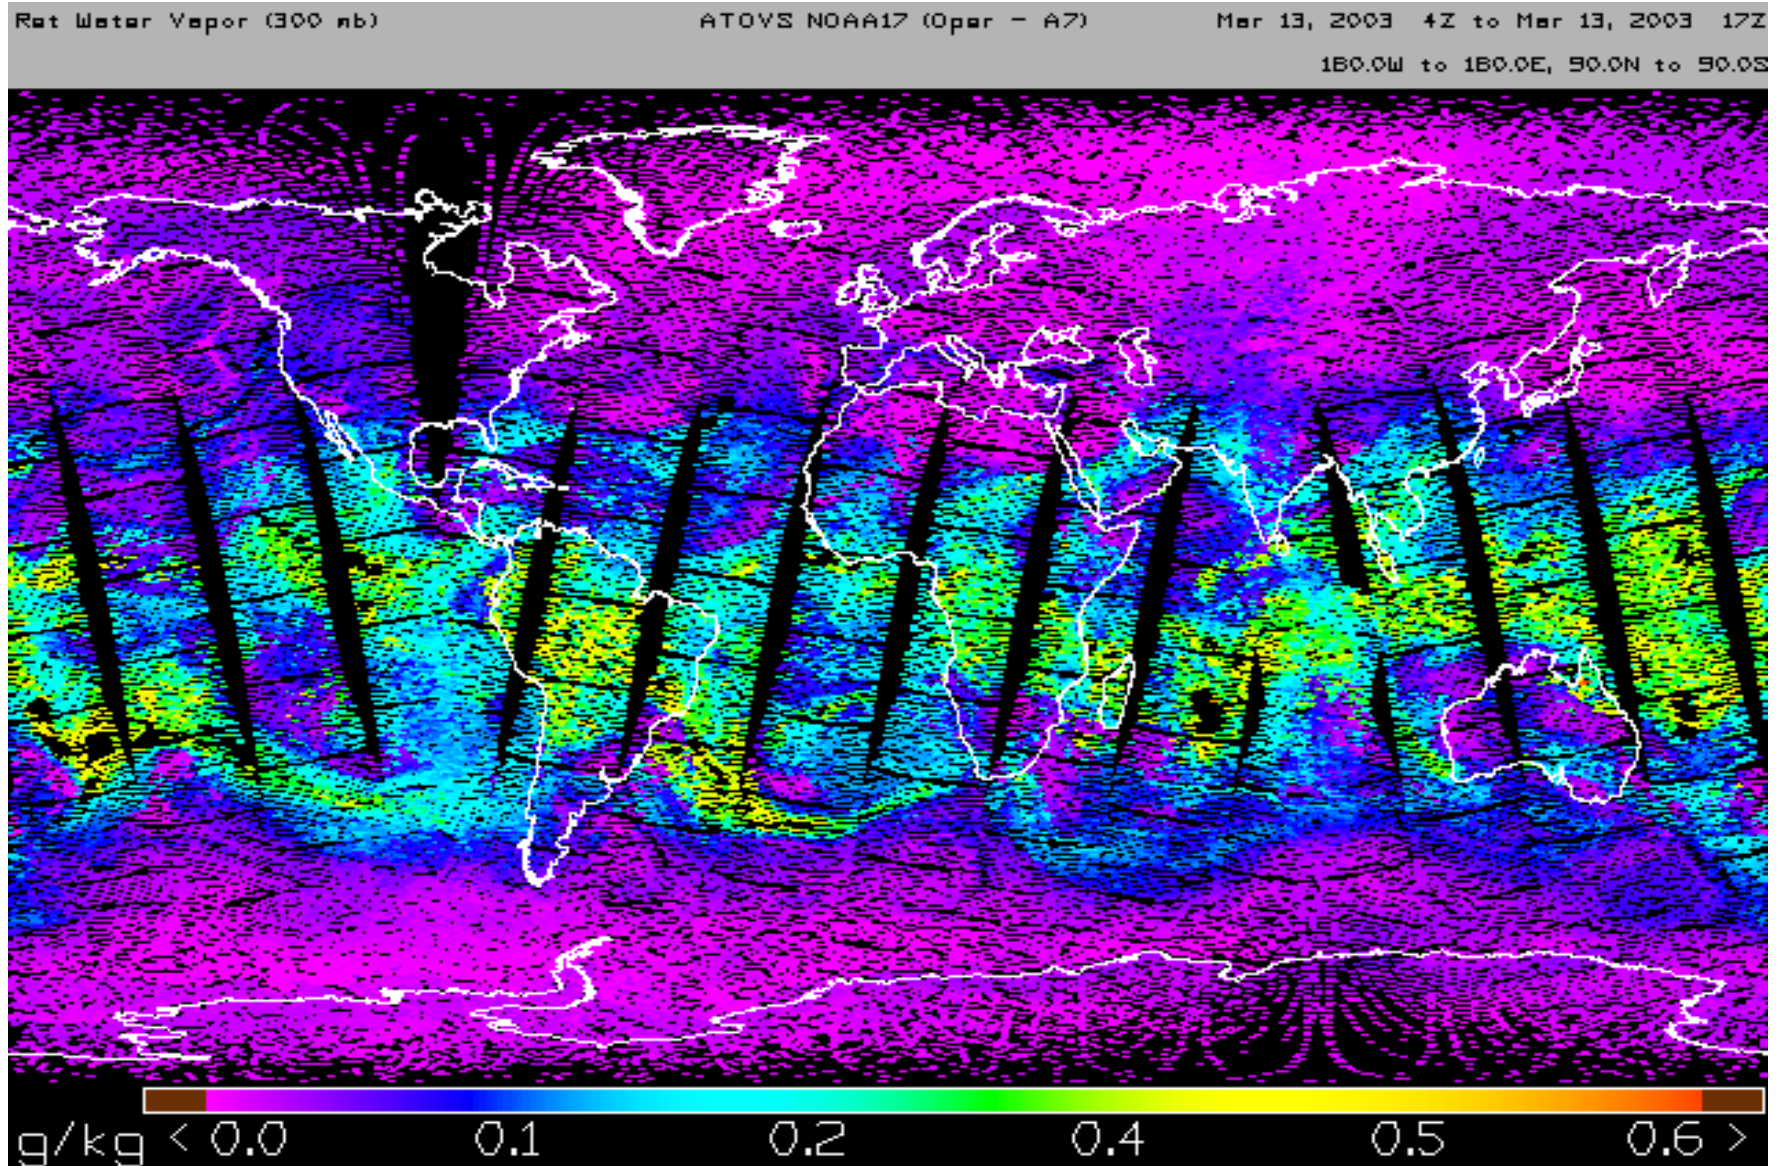 Ret Water Vapor (300 mb) ATOVS NOAA17 (Oper - A7) Mar 13, 2003 4Z to Mar 13, 2003 17Z
180.0W to 180.0E, 90.0N to 90.0S
g/kg < 0.0 0.1 0.2 0.4 0.5 0.6 >